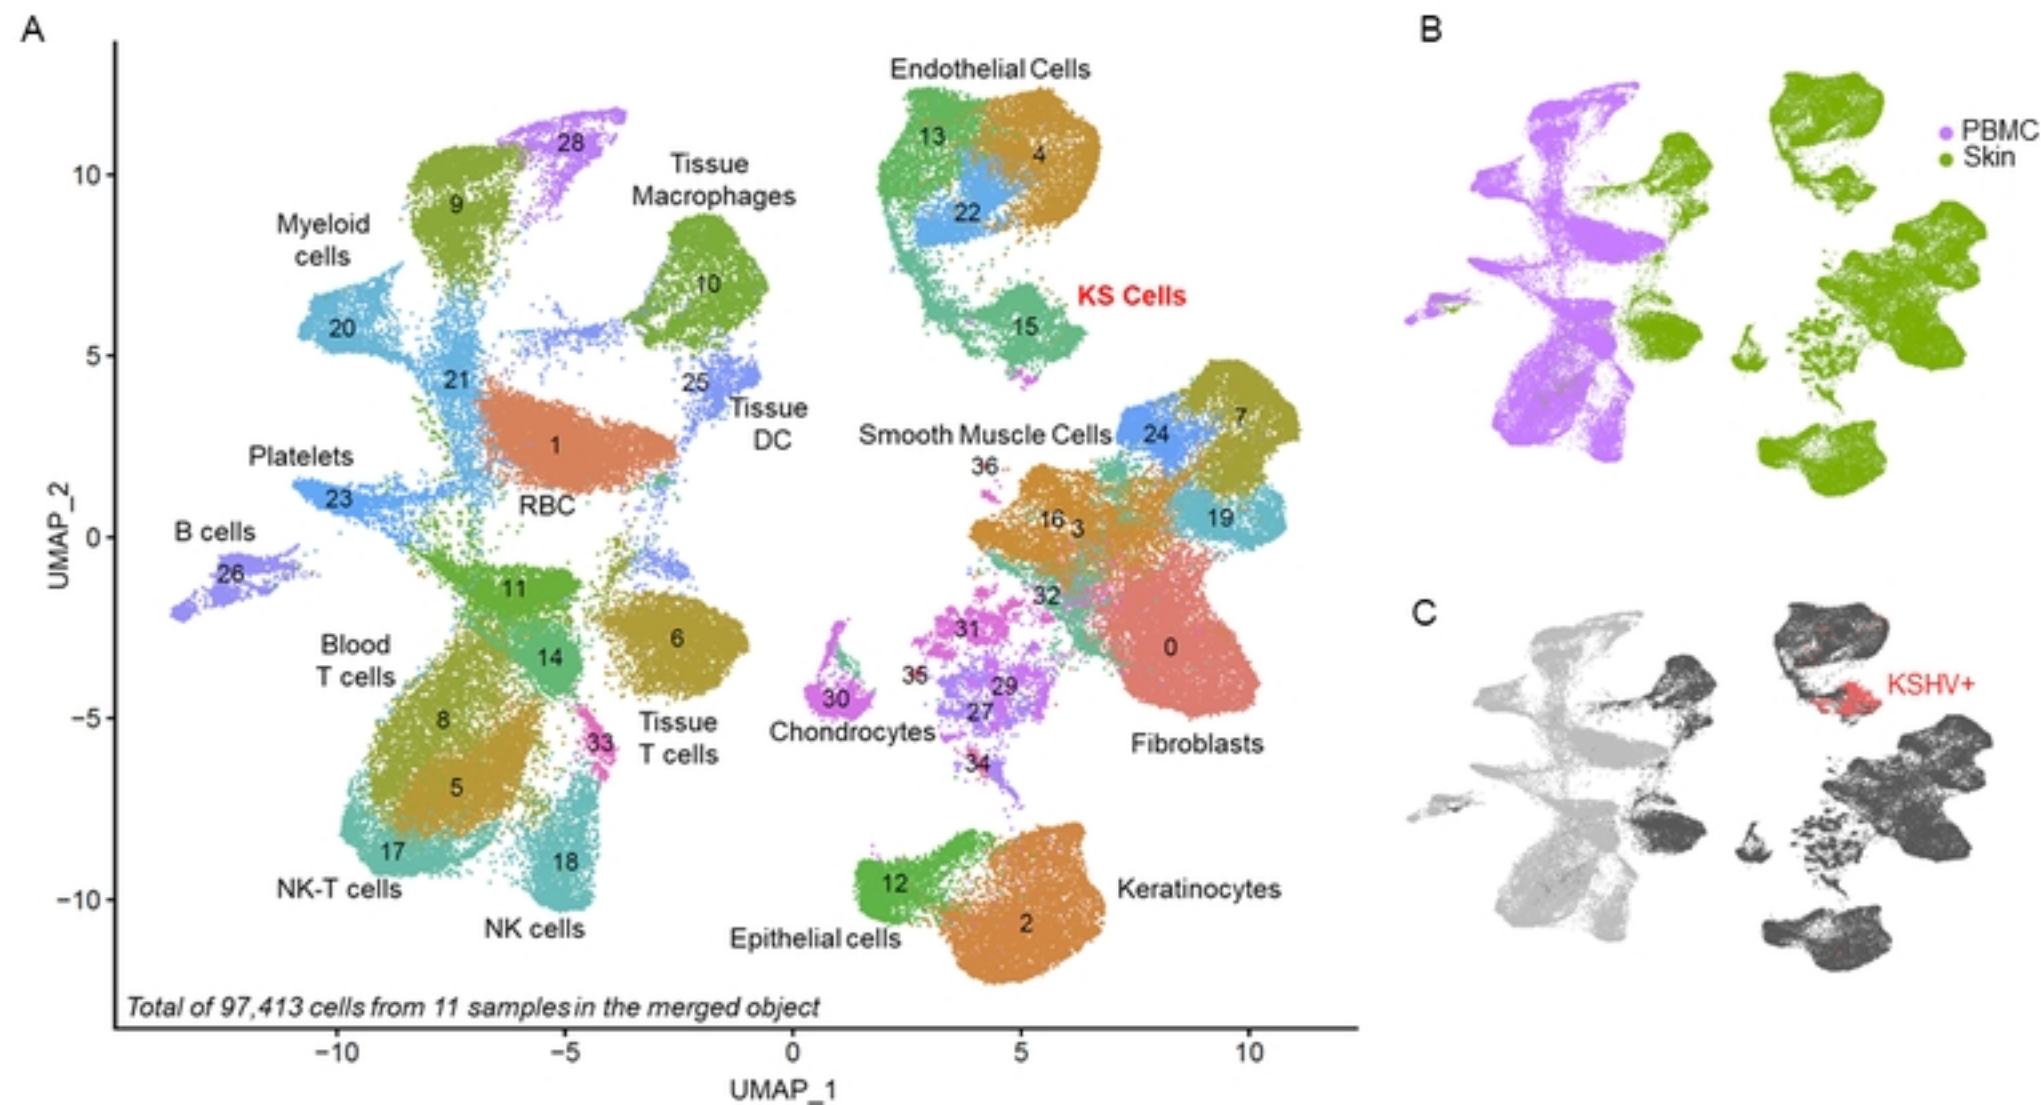 A
Endothelial Cells
13
4
22
28
9
Tissue
Macrophages
10
Myeloid
cells
20
21
KS Cells
15
25
Tissue
DC
1
RBC
Platelets
23
B cells
26
Smooth Muscle Cells
24
7
36
16
3
19
11
14
Blood
T cells
8
5
6
Tissue
T cells
33
32
31
35
29
27
30
Chondrocytes
34
0
Fibroblasts
17
NK-T cells
18
NK cells
12
Epithelial cells
2
Keratinocytes
Total of 97,413 cells from 11 samples in the merged object
10
5
0
−5
−10
UMAP_2
−10
−5
0
5
10
UMAP_1
B
PBMC
Skin
C
KSHV+